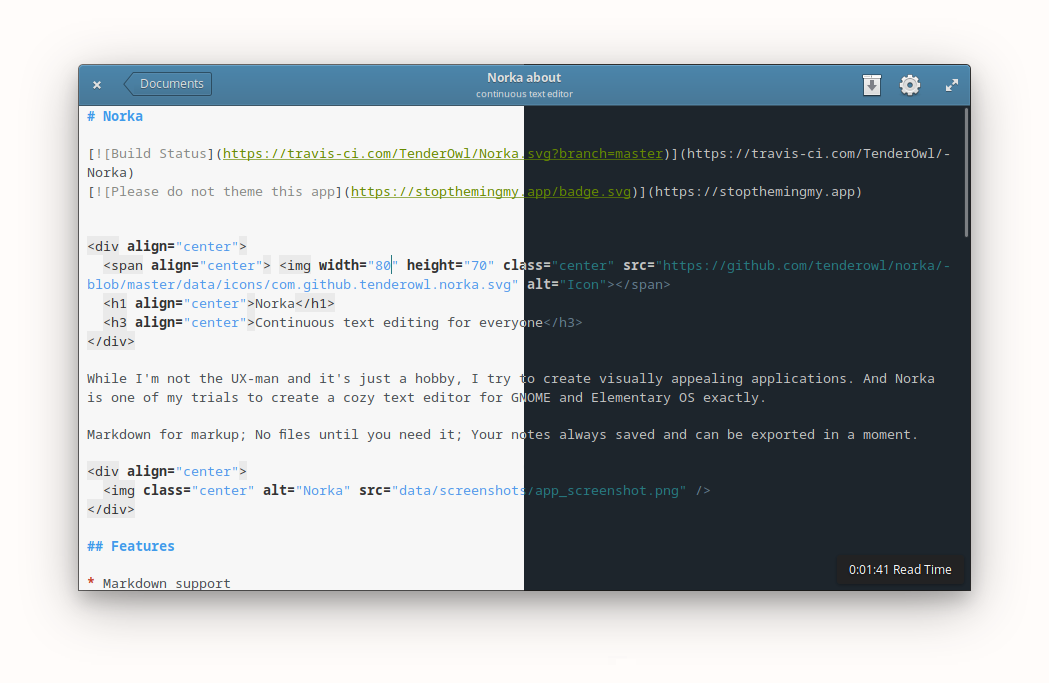 Documents
Norka about
continuous text editor
# Norka
[![Build Status](https://travis-ci.com/TenderOwl/Norka.svg?branch=master)](https://travis-ci.com/TenderOwl/-
Norka)
[![Please do not theme this app](https://stopthemingmy.app/badge.svg)](https://stopthemingmy.app)
<div align="center">
<span align="center"> <img width="80" height="70" class="center" src="https://github.com/tenderowl/norka/-
blob/master/data/icons/com.github.tenderowl.norka.svg" alt="Icon"></span>
<h1 align="center">Norka</h1>
<h3 align="center">Continuous text editing for everyone</h3>
</div>
While I'm not the UX-man and it's just a hobby, I try to create visually appealing applications. And Norka
is one of my trials to create a cozy text editor for GNOME and Elementary OS exactly.
Markdown for markup; No files until you need it; Your notes always saved and can be exported in a moment.
<div align="center">
<img class="center" alt="Norka" src="data/screenshots/app_screenshot.png" />
</div>
## Features
* Markdown support
0:01:41 Read Time